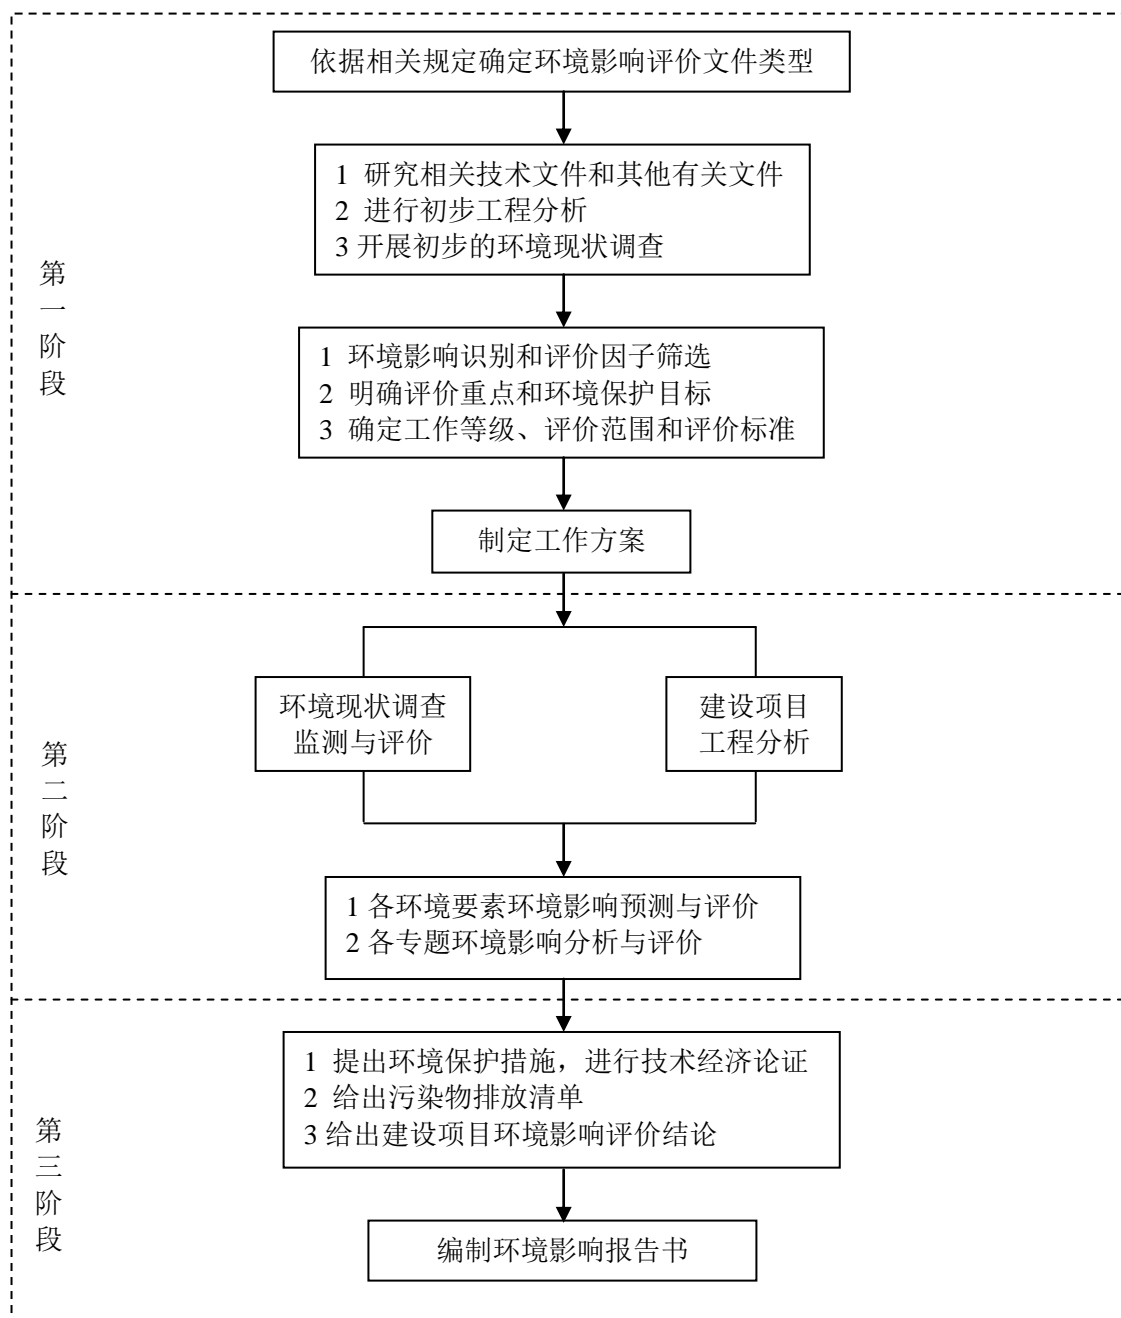 依据相关规定确定环境影响评价文件类型
1 研究相关技术文件和其他有关文件
2 进行初步工程分析
3 开展初步的环境现状调查
第
一
阶
段
1 环境影响识别和评价因子筛选
2 明确评价重点和环境保护目标
3 确定工作等级、评价范围和评价标准
制定工作方案
环境现状调查
监测与评价
建设项目
工程分析
第
二
阶
段
1 各环境要素环境影响预测与评价
2 各专题环境影响分析与评价
1 提出环境保护措施，进行技术经济论证
2 给出污染物排放清单
3 给出建设项目环境影响评价结论
第
三
阶
段
编制环境影响报告书